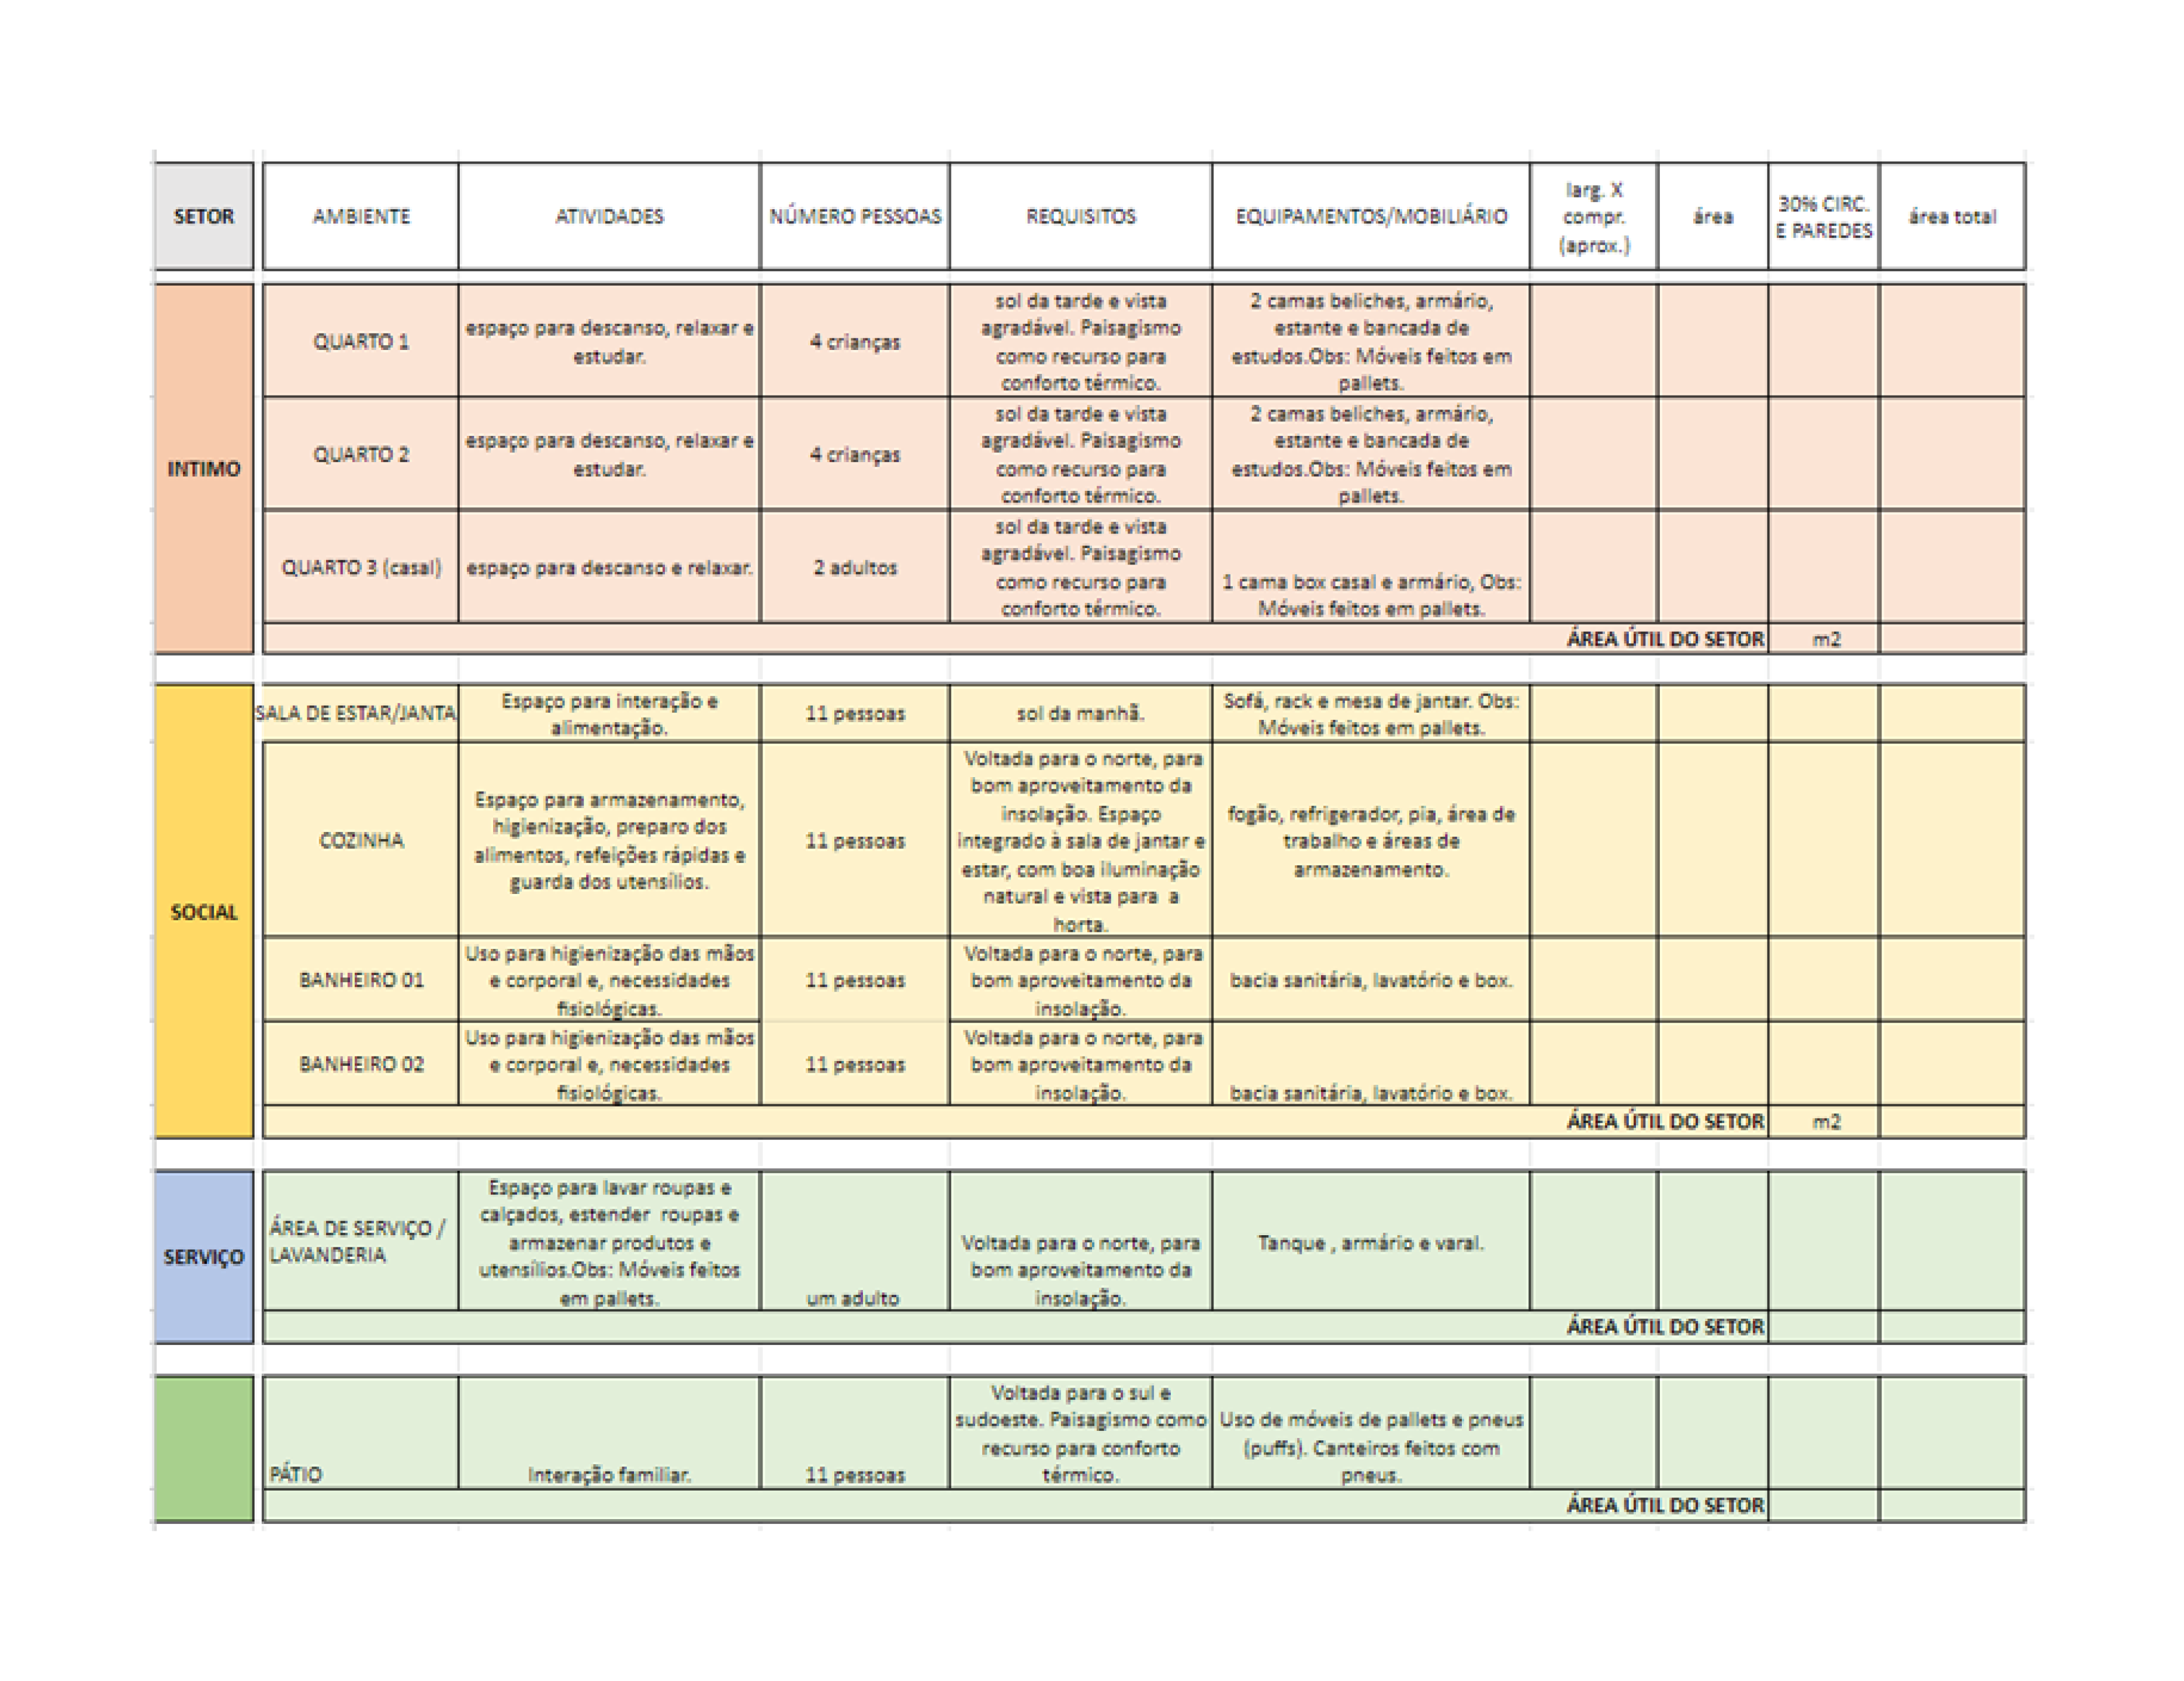 SETOR
AMBIENTE
ATIVIDADES
NÚMERO PESSOAS
REQUISITOS
EQUIPAMENTOS/MOBILIÁRIO
larg. X
compr.
(aprox.)
área
30% CIRC.
E PAREDES
área total
INTIMO
QUARTO 1
espaço para descanso, relaxar e
estudar.
4 crianças
sol da tarde e vista
agradável. Paisagismo
como recurso para
conforto térmico.
2 camas beliches, armário,
estante e bancada de
estudos.Obs: Móveis feitos em
pallets.
QUARTO 2
espaço para descanso, relaxar e
estudar.
4 crianças
sol da tarde e vista
agradável. Paisagismo
como recurso para
conforto térmico.
2 camas beliches, armário,
estante e bancada de
estudos.Obs: Móveis feitos em
pallets.
QUARTO 3 (casal)
espaço para descanso e relaxar.
2 adultos
sol da tarde e vista
agradável. Paisagismo
como recurso para
conforto térmico.
1 cama box casal e armário, Obs:
Móveis feitos em pallets.
ÁREA ÚTIL DO SETOR
m2
SOCIAL
SALA DE ESTAR/JANTA
Espaço para interação e
alimentação.
11 pessoas
sol da manhã.
Sofá, rack e mesa de jantar. Obs:
Móveis feitos em pallets.
COZINHA
Espaço para armazenamento,
higienização, preparo dos
alimentos, refeições rápidas e
guarda dos utensílios.
11 pessoas
Voltada para o norte, para
bom aproveitamento da
insolação. Espaço
integrado à sala de jantar e
estar, com boa iluminação
natural e vista para a
horta.
fogão, refrigerador, pia, área de
trabalho e áreas de
armazenamento.
BANHEIRO 01
Uso para higienização das mãos
e corporal e, necessidades
fisiológicas.
11 pessoas
Voltada para o norte, para
bom aproveitamento da
insolação.
bacia sanitária, lavatório e box.
BANHEIRO 02
Uso para higienização das mãos
e corporal e, necessidades
fisiológicas.
11 pessoas
Voltada para o norte, para
bom aproveitamento da
insolação.
bacia sanitária, lavatório e box.
ÁREA ÚTIL DO SETOR
m2
SERVIÇO
ÁREA DE SERVIÇO /
LAVANDERIA
Espaço para lavar roupas e
calçados, estender roupas e
armazenar produtos e
utensílios.Obs: Móveis feitos
em pallets.
um adulto
Voltada para o norte, para
bom aproveitamento da
insolação.
Tanque , armário e varal.
ÁREA ÚTIL DO SETOR
PÁTIO
Interação familiar.
11 pessoas
Voltada para o sul e
sudoeste. Paisagismo como
recurso para conforto
térmico.
Uso de móveis de pallets e pneus
(puffs). Canteiros feitos com
pneus.
ÁREA ÚTIL DO SETOR